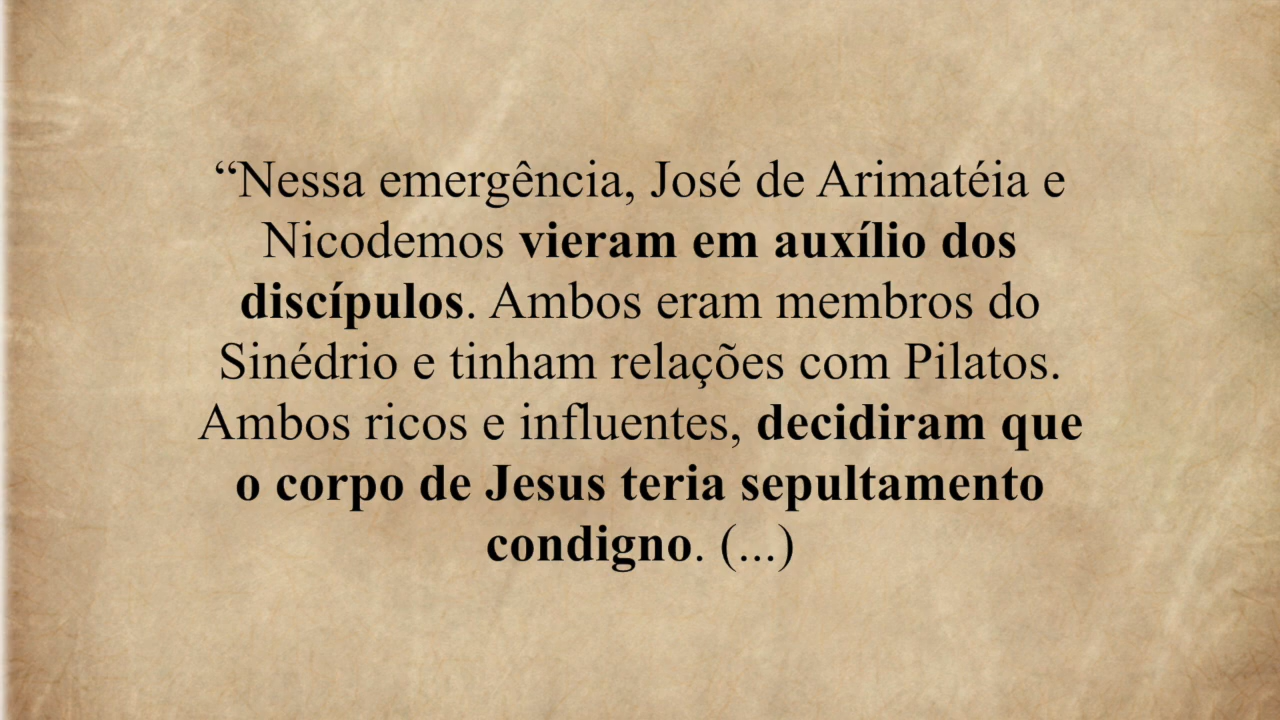 “Nessa emergência, José de Arimatéia e
Nicodemos vieram em auxílio dos
discípulos. Ambos eram membros do
Sinédrio e tinham relações com Pilatos.
Ambos ricos e influentes, decidiram que
o corpo de Jesus teria sepultamento
condigno. (...)